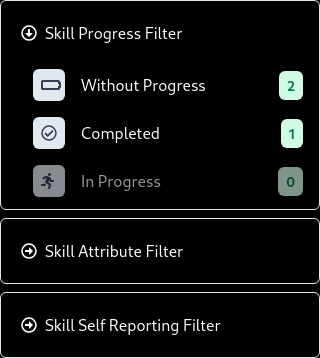 Skill Progress Filter
Without Progress 2
Completed 1
In Progress 0
Skill Attribute Filter
Skill Self Reporting Filter